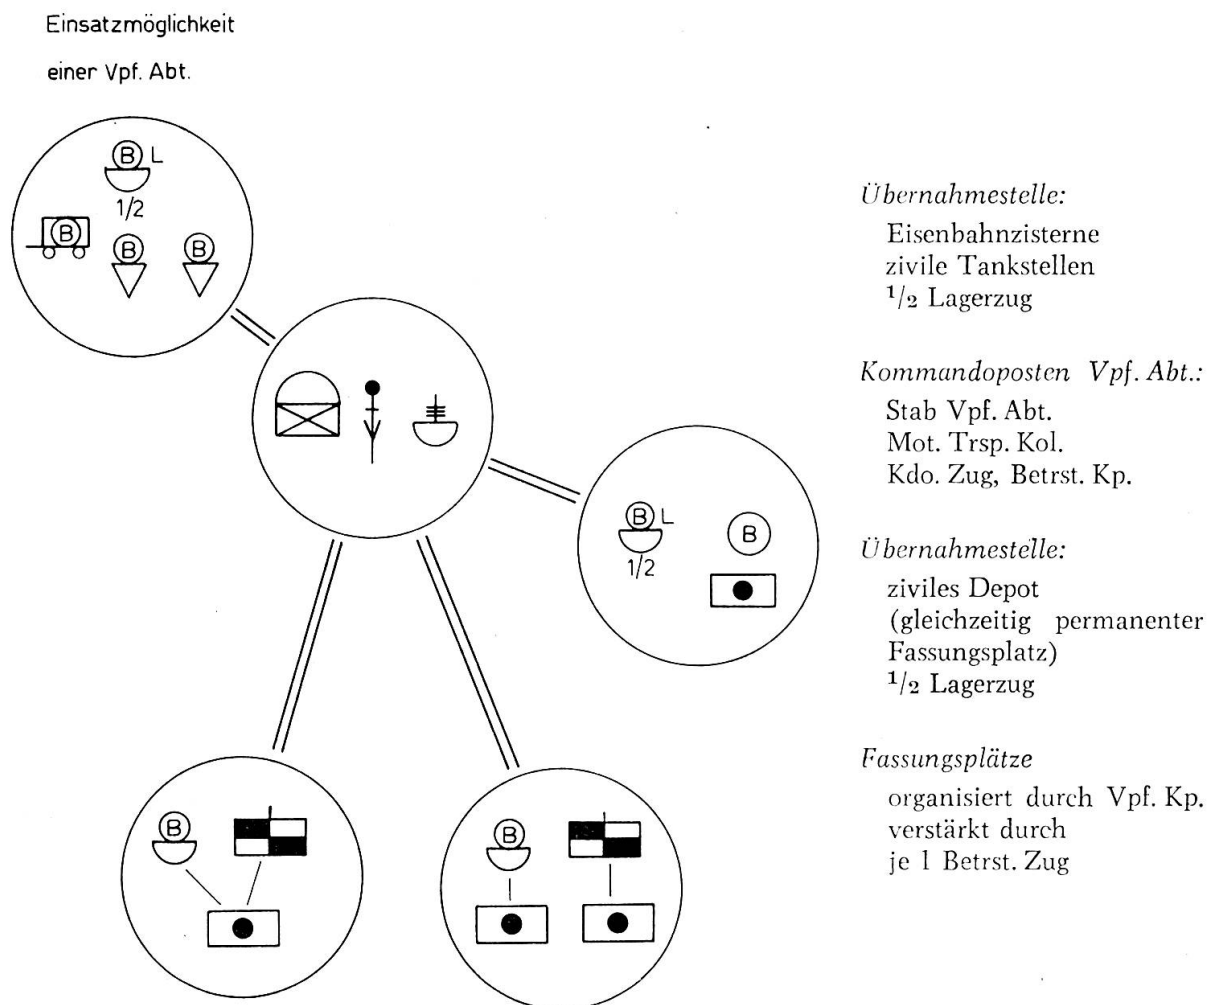 Einsatzmöglichkeit
einer Vpf. Abt.
B L
1/2
B
B B
B L
1/2
B
B
B
Übernahmestelle:
Eisenbahnzisterne
zivile Tankstellen
1/2 Lagerzug
Kommandoposten Vpf. Abt.:
Stab Vpf. Abt.
Mot. Trsp. Kol.
Kdo. Zug, Betrst. Kp.
Übernahmestelle:
ziviles Depot
(gleichzeitig permanenter
Fassungsplatz)
1/2 Lagerzug
Fassungsplätze
organisiert durch Vpf. Kp.
verstärkt durch
je 1 Betrst. Zug